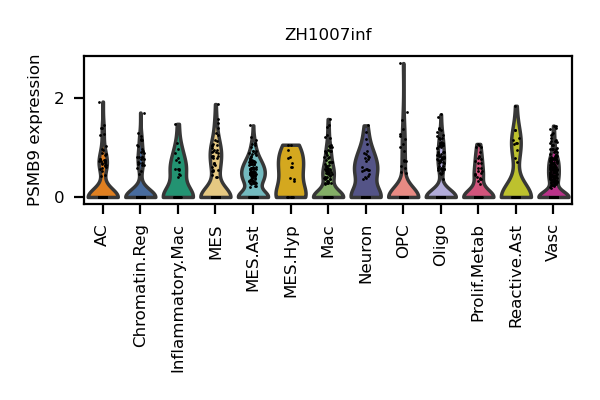 ZH1007inf
PSMB9 expression
2
0
AC
Chromatin.Reg
Inflammatory.Mac
MES
MES.Ast
MES.Hyp
Mac
Neuron
OPC
Oligo
Prolif.Metab
Reactive.Ast
Vasc